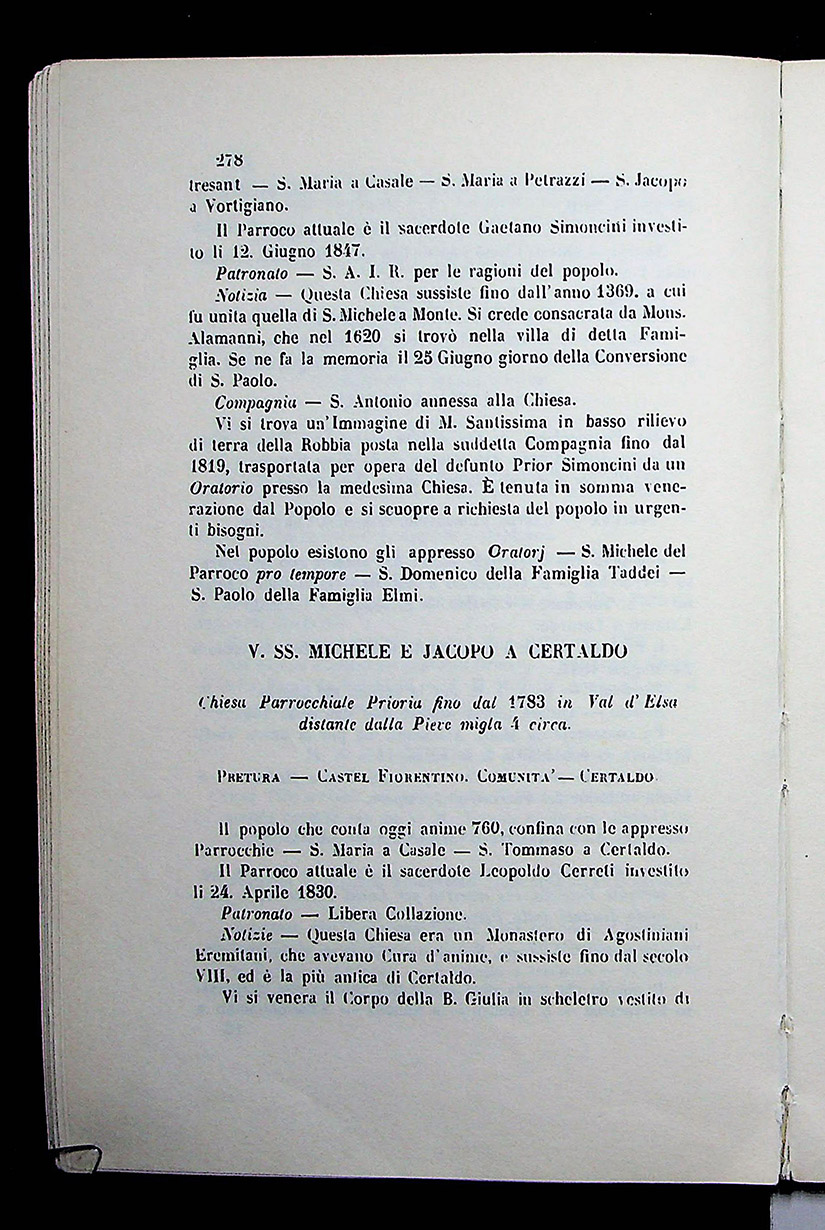 278
tresant — S. Maria a Casale — S. Maria a Petrazzi — S. Jacopo
a Vortigiano.
Il Parroco attuale è il sacerdote Gaetano Simoncini investi-
to li 12. Giugno 1847.
Patronato — S. A. I. R. per le ragioni del popolo.
Notizia — Questa Chiesa sussiste fino dall'anno 1369. a cui
fu unita quella di S. Michele a Monte. Si crede consacrata da Mons.
Alamanni, che nel 1620 si trovò nella villa di detta Fami-
glia. Se ne fa la memoria il 25 Giugno giorno della Conversione
di S. Paolo.
Compagnia — S. Antonio annessa alla Chiesa.
Vi si trova un'Immagine di M. Santissima in basso rilievo
di terra della Robbia posta nella suddetta Compagnia fino dal
1819, trasportata per opera del defunto Prior Simoncini da un
Oratorio presso la medesima Chiesa. È tenuta in somma vene-
razione dal Popolo e si scuopre a richiesta del popolo in urgen-
ti bisogni.
Nel popolo esistono gli appresso Oratorj — S. Michele del
Parroco pro tempore — S. Domenico della Famiglia Taddei —
S. Paolo della Famiglia Elmi.
V. SS. MICHELE E JACOPO A CERTALDO
Chiesa Parrocchiale Prioria fino dal 1783 in Val d'Elsa
distante dalla Pieve migla 4 circa.
PRETURA — CASTEL FIORENTINO. COMUNITA' — CERTALDO
Il popolo che conta oggi anime 760, confina con le appresso
Parrocchie — S. Maria a Casale — S. Tommaso a Certaldo.
Il Parroco attuale è il sacerdote Leopoldo Cerreti investito
li 24. Aprile 1830.
Patronato — Libera Collazione.
Notizie — Questa Chiesa era un Monastero di Agostiniani
Eremitani, che avevano Cura d'anime, e sussiste fino dal secolo
VIII, ed è la più antica di Certaldo.
Vi si venera il Corpo della B. Giulia in scheletro vestito di